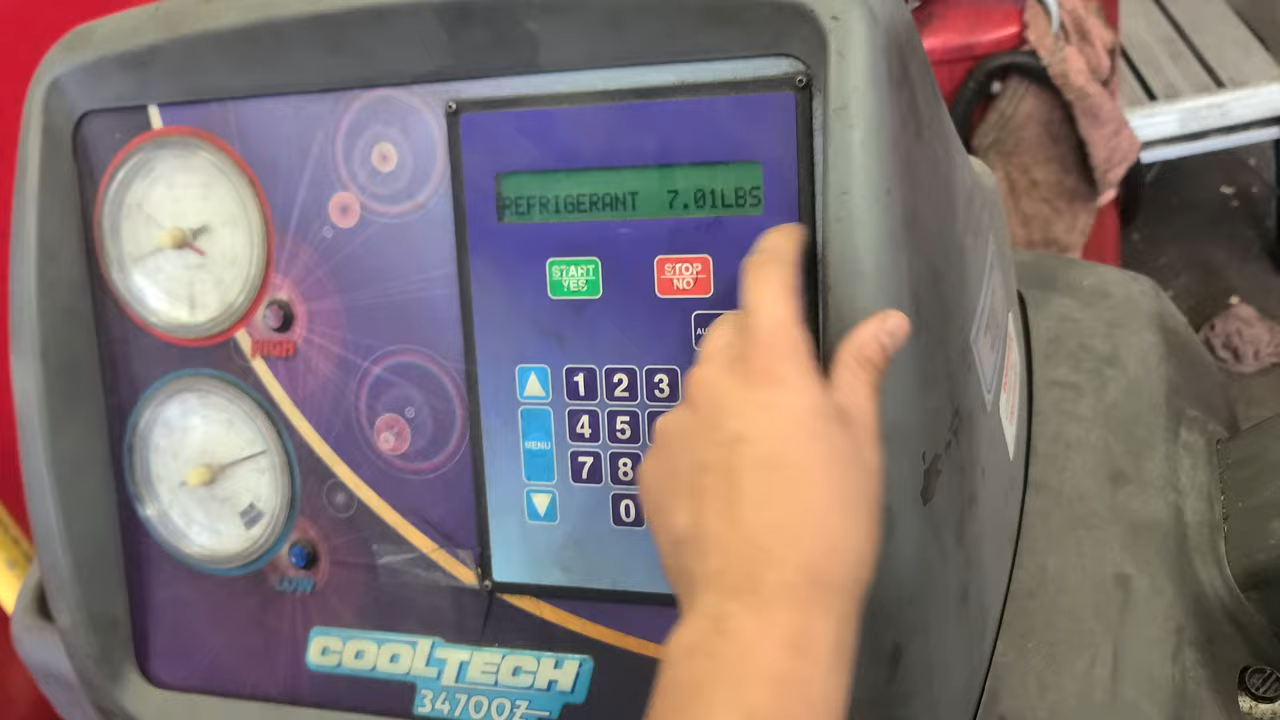 REFRIGERANT 7.01LBS
START
YES
STOP
NO
1 2 3
4 5
MENU
7 8
0
HIGH
LOW
COOLTECH
34700Z